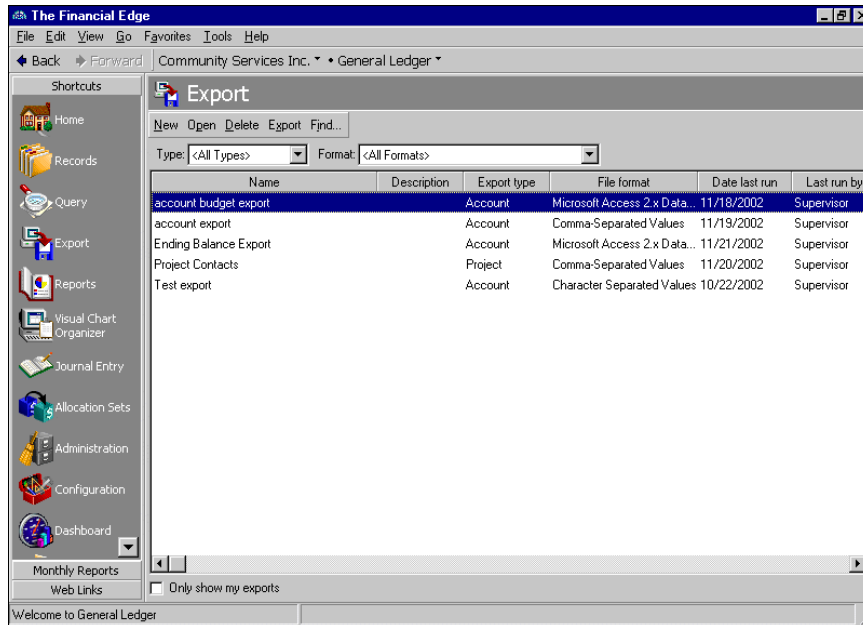 The Financial Edge
File Edit View Go Favorites Tools Help
Back Forward Community Services Inc. • General Ledger
Shortcuts
Home
Records
Query
Export
Reports
Visual Chart
Organizer
Journal Entry
Allocation Sets
Administration
Configuration
Dashboard
Monthly Reports
Web Links
Export
New Open Delete Export Find...
Type: <All Types> Format: <All Formats>
Name Description Export type File format Date last run Last run by
account budget export Account Microsoft Access 2.x Data... 11/18/2002 Supervisor
account export Account Comma-Separated Values 11/19/2002 Supervisor
Ending Balance Export Account Microsoft Access 2.x Data... 11/21/2002 Supervisor
Project Contacts Project Comma-Separated Values 11/20/2002 Supervisor
Test export Account Character Separated Values 10/22/2002 Supervisor
Only show my exports
Welcome to General Ledger